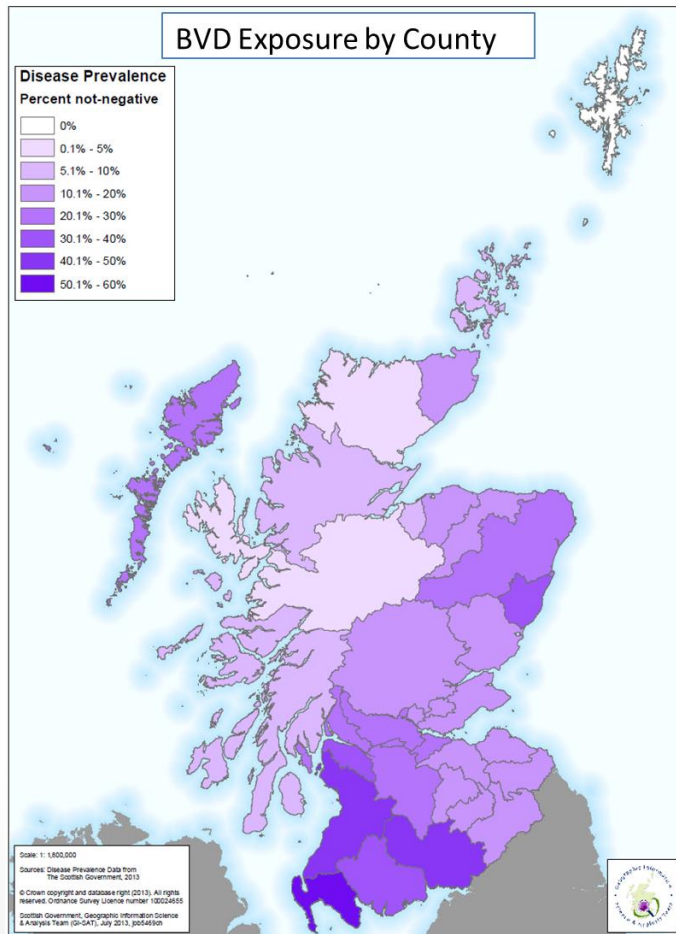 BVD Exposure by County
Disease Prevalence
Percent not-negative
0%
0.1% - 5%
5.1% - 10%
10.1% - 20%
20.1% - 30%
30.1% - 40%
40.1% - 50%
50.1% - 60%
Scale: 1: 1,600,000
Sources: Disease Prevalence Data from
The Scottish Government, 2013
© Crown copyright and database right (2013). All rights
reserved. Ordnance Survey Licence number 100024655
Scottish Government, Geographic Information Science
& Analysis Team (GI-SAT), July 2013, job5469ch